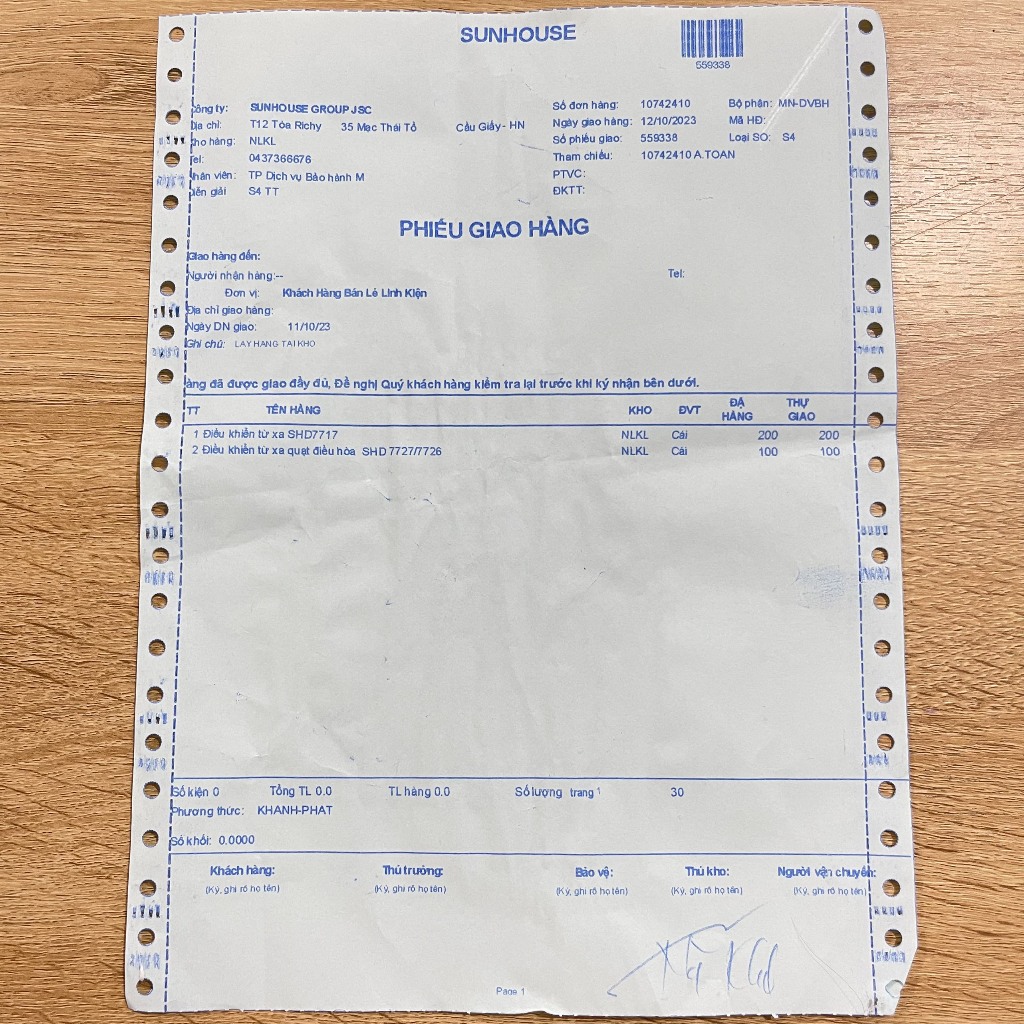 SUNHOUSE
559338
ông ty: SUNHOUSE GROUP JSC Số đơn hàng: 10742410 Bộ phân: MN-DVBH
ịa chỉ: T12 Tòa Richy 35 Mạc Thái Tổ Cầu Giấy- HN Ngày giao hàng: 12/10/2023 Mã HĐ:
ho hàng: NLKL Số phiếu giao: 559338 Loại SO: S4
Tel: 0437366676 Tham chiếu: 10742410 A.TOAN
hân viên: TP Dịch vụ Bảo hành M PTVC:
iễn giải S4 TT ĐKTT:
PHIẾU GIAO HÀNG
Giao hàng đến:
Người nhận hàng:-- Tel:
Đơn vị: Khách Hàng Bán Lẻ Linh Kiện
Địa chỉ giao hàng:
Ngày DN giao: 11/10/23
Ghi chú: LAY HANG TAI KHO
àng đã được giao đầy đủ, Đề nghị Quý khách hàng kiểm tra lại trước khi ký nhận bên dưới.
TT TÊN HÀNG KHO ĐVT ĐẠ HÀNG THỰ GIAO
1 Điều khiển từ xa SHD7717 NLKL Cái 200 200
2 Điều khiển từ xa quạt điều hòa SHD 7727/7726 NLKL Cái 100 100
Số kiện 0 Tổng TL 0.0 TL hàng 0.0 Số lượng trang 1 30
Phương thức: KHANH-PHAT
Số khối: 0.0000
Khách hàng: Thủ trưởng: Bảo vệ: Thủ kho: Người vận chuyển:
(Ký, ghi rõ họ tên) (Ký, ghi rõ họ tên) (Ký, ghi rõ họ tên) (Ký, ghi rõ họ tên) (Ký, ghi rõ họ tên)
Page 1